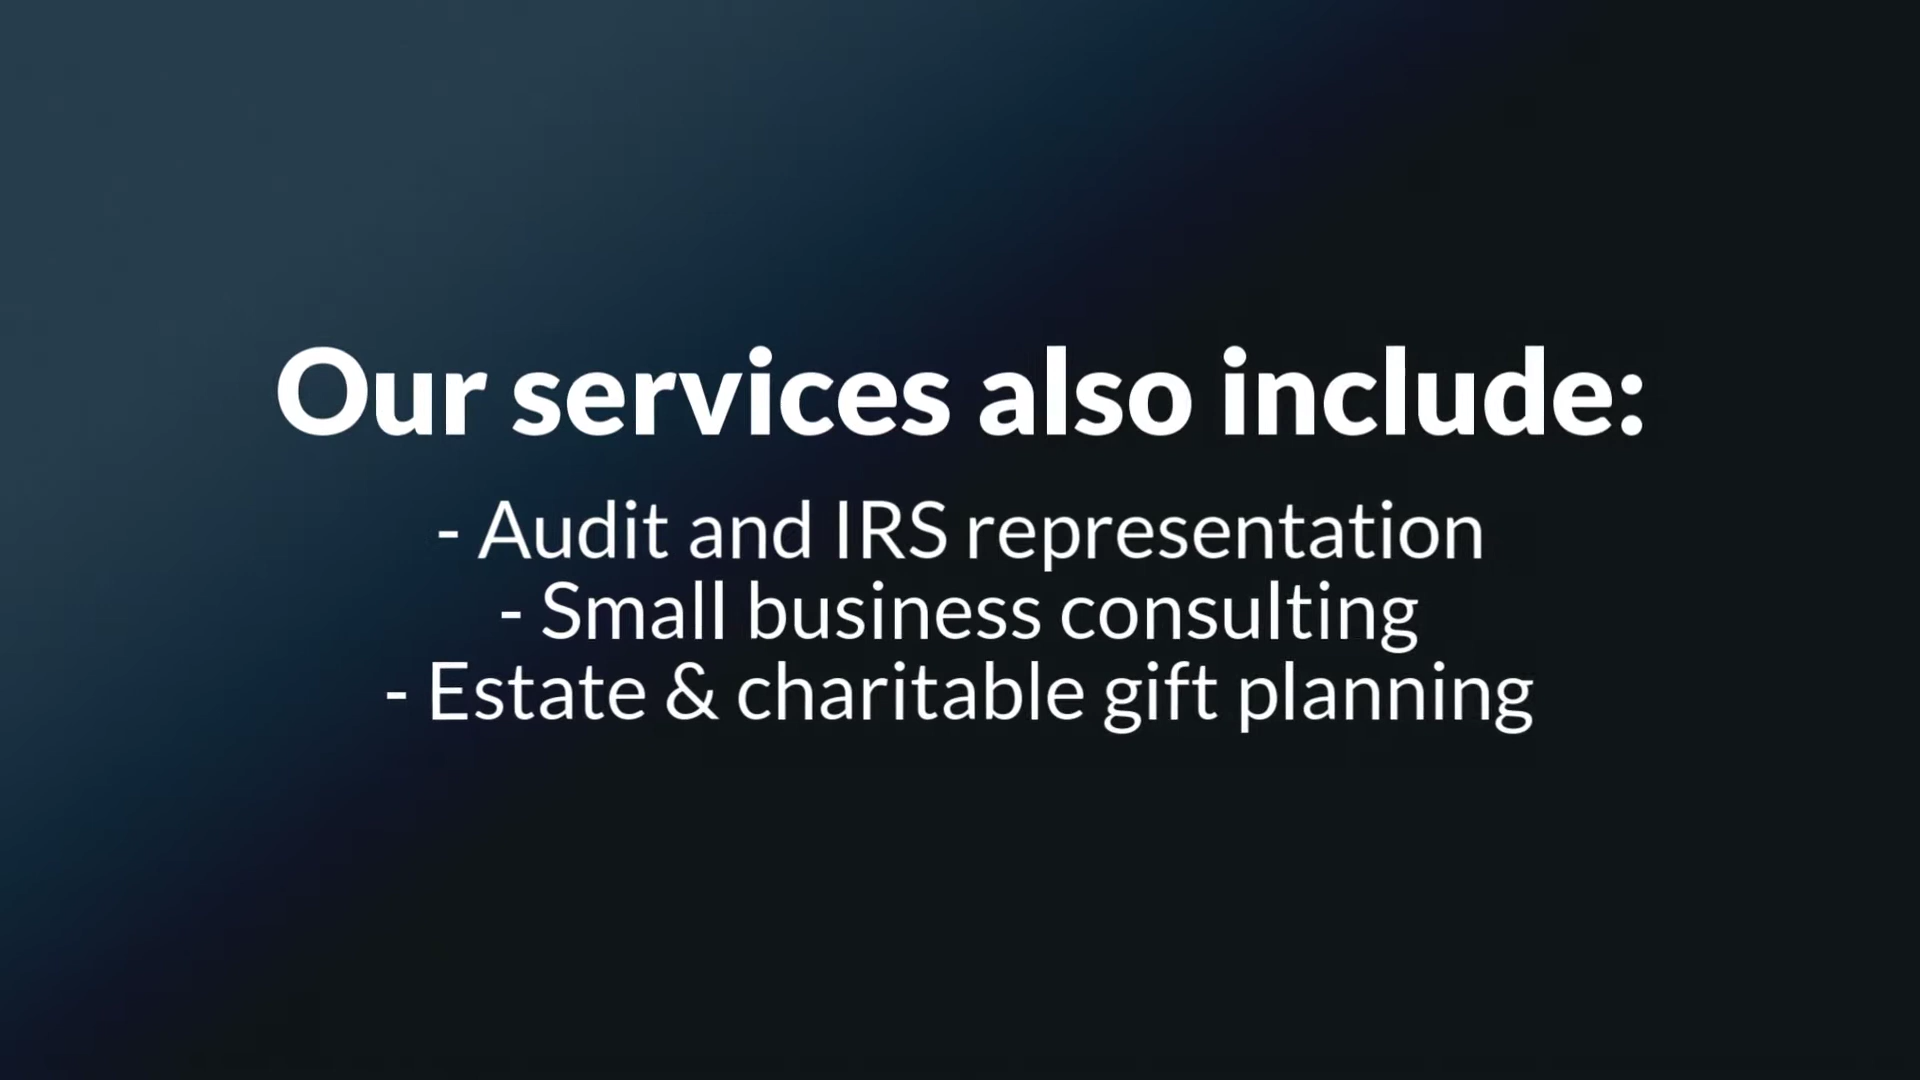 Our services also include:
- Audit and IRS representation
- Small business consulting
- Estate & charitable gift planning